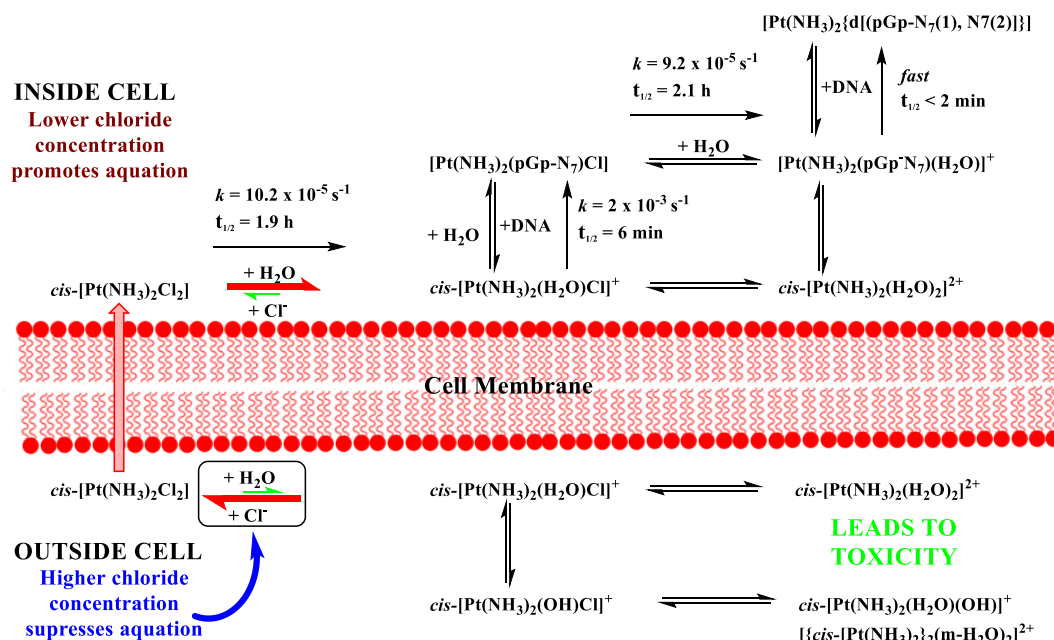 [Pt(NH₃)₂{d[(pGp-N₇(1), N7(2)]}]
k = 9.2 x 10⁻⁵ s⁻¹
t₁/₂ = 2.1 h
+DNA
fast
t₁/₂ < 2 min
INSIDE CELL
Lower chloride
concentration
promotes aquation
+ H₂O
[Pt(NH₃)₂(pGp-N₇)Cl]
[Pt(NH₃)₂(pGp⁻N₇)(H₂O)]⁺
k = 10.2 x 10⁻⁵ s⁻¹
t₁/₂ = 1.9 h
+ H₂O
+DNA
k = 2 x 10⁻³ s⁻¹
t₁/₂ = 6 min
cis-[Pt(NH₃)₂Cl₂]
+ H₂O
+ Cl⁻
cis-[Pt(NH₃)₂(H₂O)Cl]⁺
cis-[Pt(NH₃)₂(H₂O)₂]²⁺
Cell Membrane
cis-[Pt(NH₃)₂Cl₂]
+ H₂O
+ Cl⁻
cis-[Pt(NH₃)₂(H₂O)Cl]⁺
cis-[Pt(NH₃)₂(H₂O)₂]²⁺
LEADS TO
TOXICITY
OUTSIDE CELL
Higher chloride
concentration
supresses aquation
cis-[Pt(NH₃)₂(OH)Cl]⁺
cis-[Pt(NH₃)₂(H₂O)(OH)]⁺
[{cis-[Pt(NH₃)₂}₂(m-H₂O)₂]²⁺